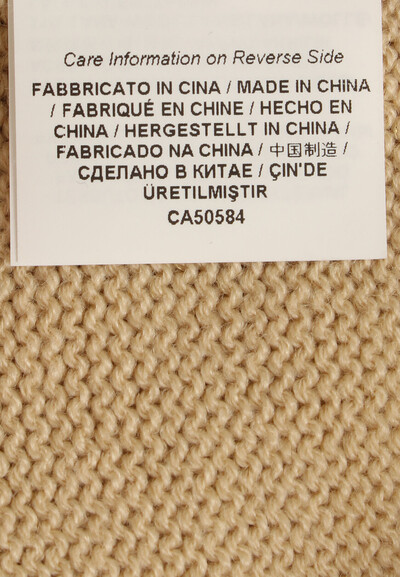 Care Information on Reverse Side
FABBRICATO IN CINA / MADE IN CHINA
/ FABRIQUÉ EN CHINE / HECHO EN
CHINA / HERGESTELLT IN CHINA /
FABRICADO NA CHINA / 中国制造 /
СДЕЛАНО В КИТАЕ / ÇIN'DE
ÜRETILMIŞTIR
CA50584